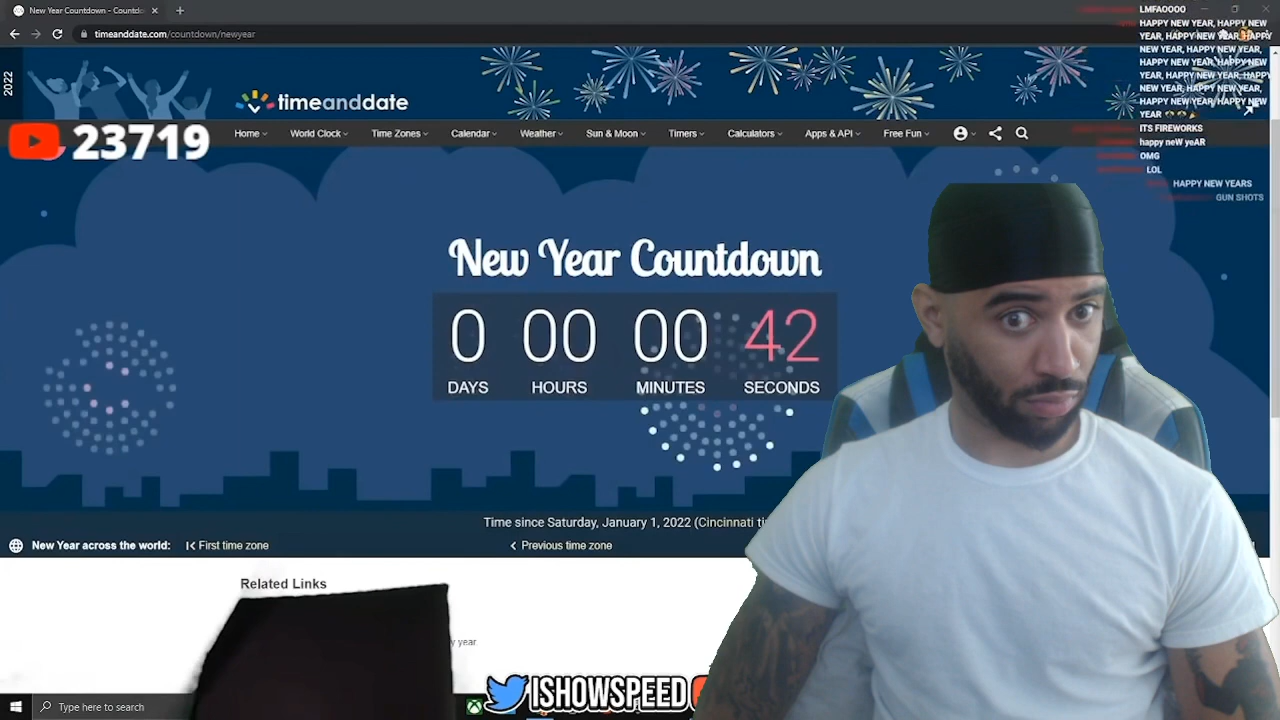 New Year Countdown - Countdo
timeanddate.com/countdown/newyear
2022
timeanddate
23719
Home
World Clock
Time Zones
Calendar
Weather
Sun & Moon
Timers
Calculators
Apps & API
Free Fun
LMFAOOOO
HAPPY NEW YEAR, HAPPY NEW
YEAR, HAPPY NEW YEAR, HAPPY
NEW YEAR, HAPPY NEW YEAR,
HAPPY NEW YEAR, HAPPY NEW
YEAR, HAPPY NEW YEAR, HAPPY
NEW YEAR, HAPPY NEW YEAR,
HAPPY NEW YEAR, HAPPY NEW
YEAR
ITS FIREWORKS
happy neW yeAR
OMG
LOL
HAPPY NEW YEARS
GUN SHOTS
New Year Countdown
0 00 00 42
DAYS HOURS MINUTES SECONDS
Time since Saturday, January 1, 2022 (Cincinnati ti
New Year across the world:
First time zone
Previous time zone
Related Links
y year
ISHOWSPEED
Type here to search